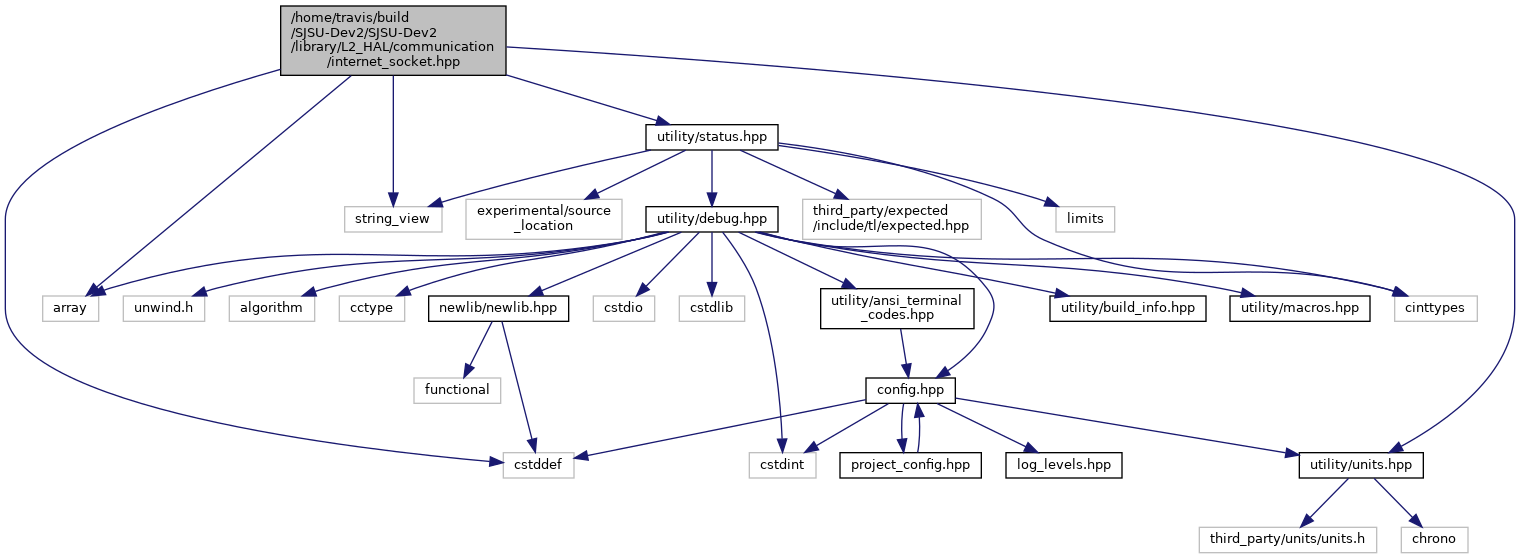 /home/travis/build
/SJSU-Dev2/SJSU-Dev2
/library/L2_HAL/communication
/internet_socket.hpp
utility/status.hpp
string_view
experimental/source
_location
utility/debug.hpp
third_party/expected
/include/tl/expected.hpp
limits
array
unwind.h
algorithm
cctype
newlib/newlib.hpp
cstdio
cstdlib
utility/ansi_terminal
_codes.hpp
utility/build_info.hpp
utility/macros.hpp
cinttypes
functional
config.hpp
cstddef
cstdint
project_config.hpp
log_levels.hpp
utility/units.hpp
third_party/units/units.h
chrono